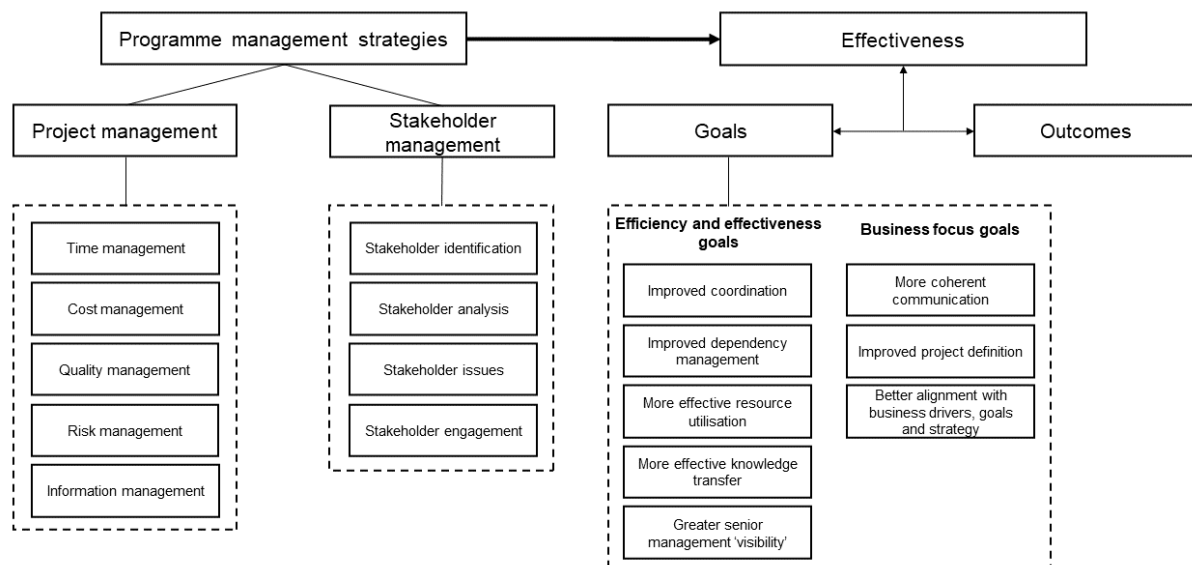 Programme management strategies
Effectiveness
Project management
Stakeholder
management
Goals
Outcomes
Time management
Cost management
Quality management
Risk management
Information management
Stakeholder identification
Stakeholder analysis
Stakeholder issues
Stakeholder engagement
Efficiency and effectiveness
goals
Improved coordination
Improved dependency
management
More effective resource
utilisation
More effective knowledge
transfer
Greater senior
management ‘visibility’
Business focus goals
More coherent
communication
Improved project definition
Better alignment with
business drivers, goals
and strategy